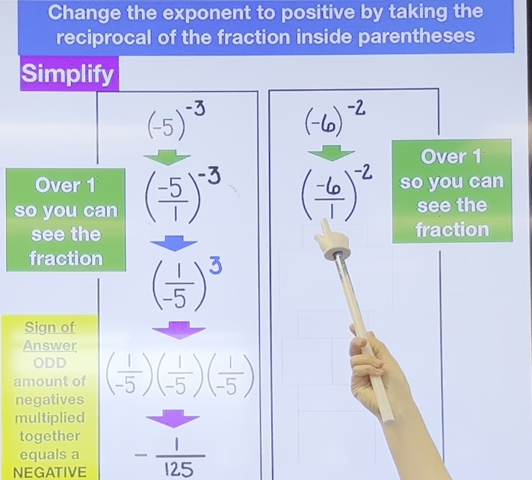 Change the exponent to positive by taking the
reciprocal of the fraction inside parentheses
Simplify
(-5)^-3
Over 1
so you can
see the
fraction
(-5/1)^-3
(1/-5)^3
Sign of
Answer
ODD
amount of
negatives
multiplied
together
equals a
NEGATIVE
(1/-5)(1/-5)(1/-5)
- 1/125
(-6)^-2
(-6/1)^-2
Over 1
so you can
see the
fraction